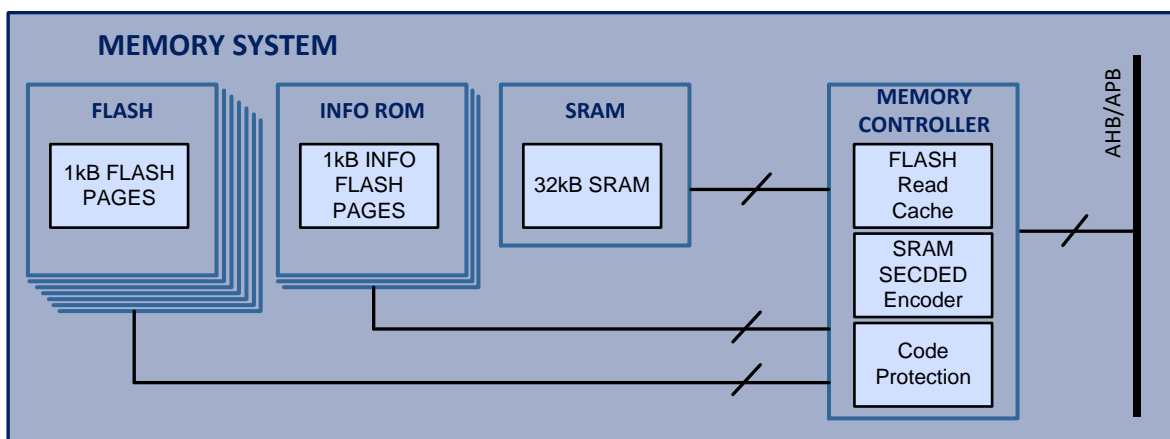 MEMORY SYSTEM
FLASH
1kB FLASH
PAGES
INFO ROM
1kB INFO
FLASH
PAGES
SRAM
32kB SRAM
MEMORY
CONTROLLER
FLASH
Read
Cache
SRAM
SECDED
Encoder
Code
Protection
AHB/APB